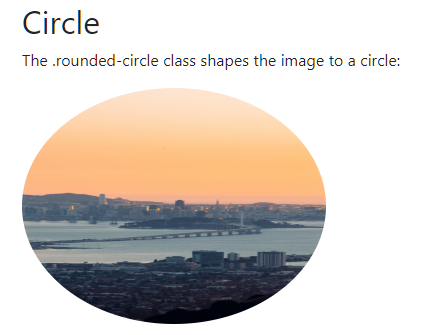 Circle
The .rounded-circle class shapes the image to a circle: